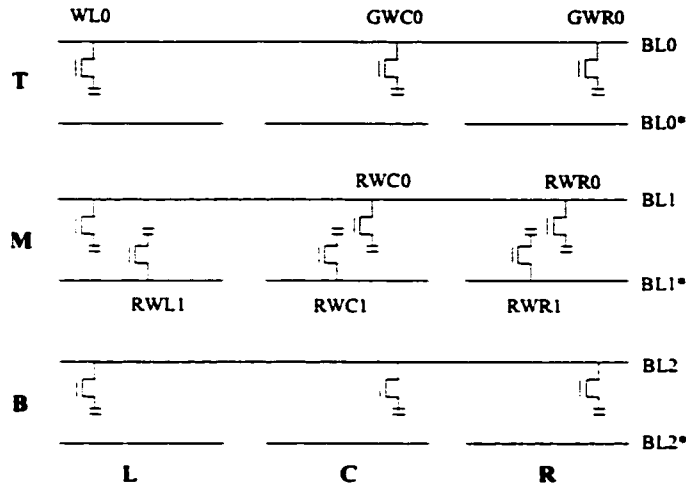 WL0 GWC0 GWR0
BL0
T
BL0*
RWC0 RWR0
BL1
M
BL1*
RWL1 RWC1 RWR1
BL2
B
BL2*
L C R